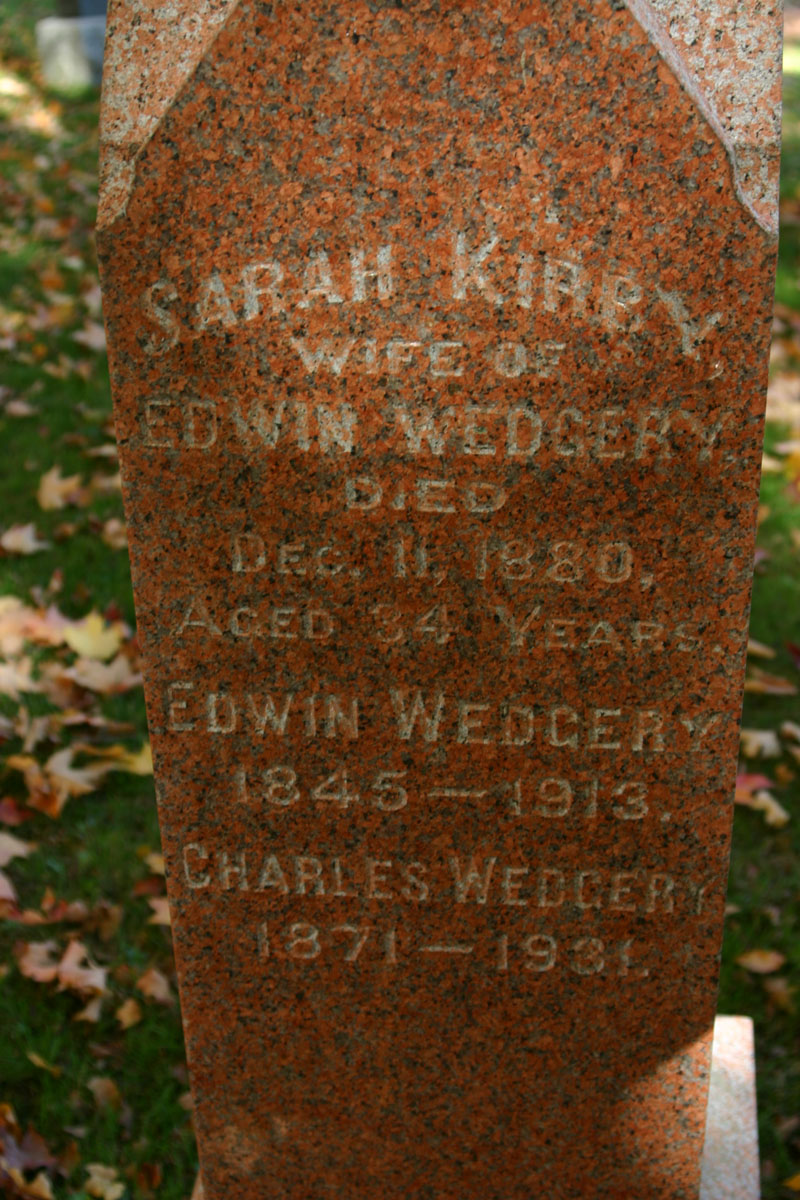 SARAH KIRBY,
WIFE OF
EDWIN WEDGERY.
DIED
DEC. 11, 1880,
AGED 34 YEARS.
EDWIN WEDGERY
1845–1913.
CHARLES WEDGERY
1871–1931.